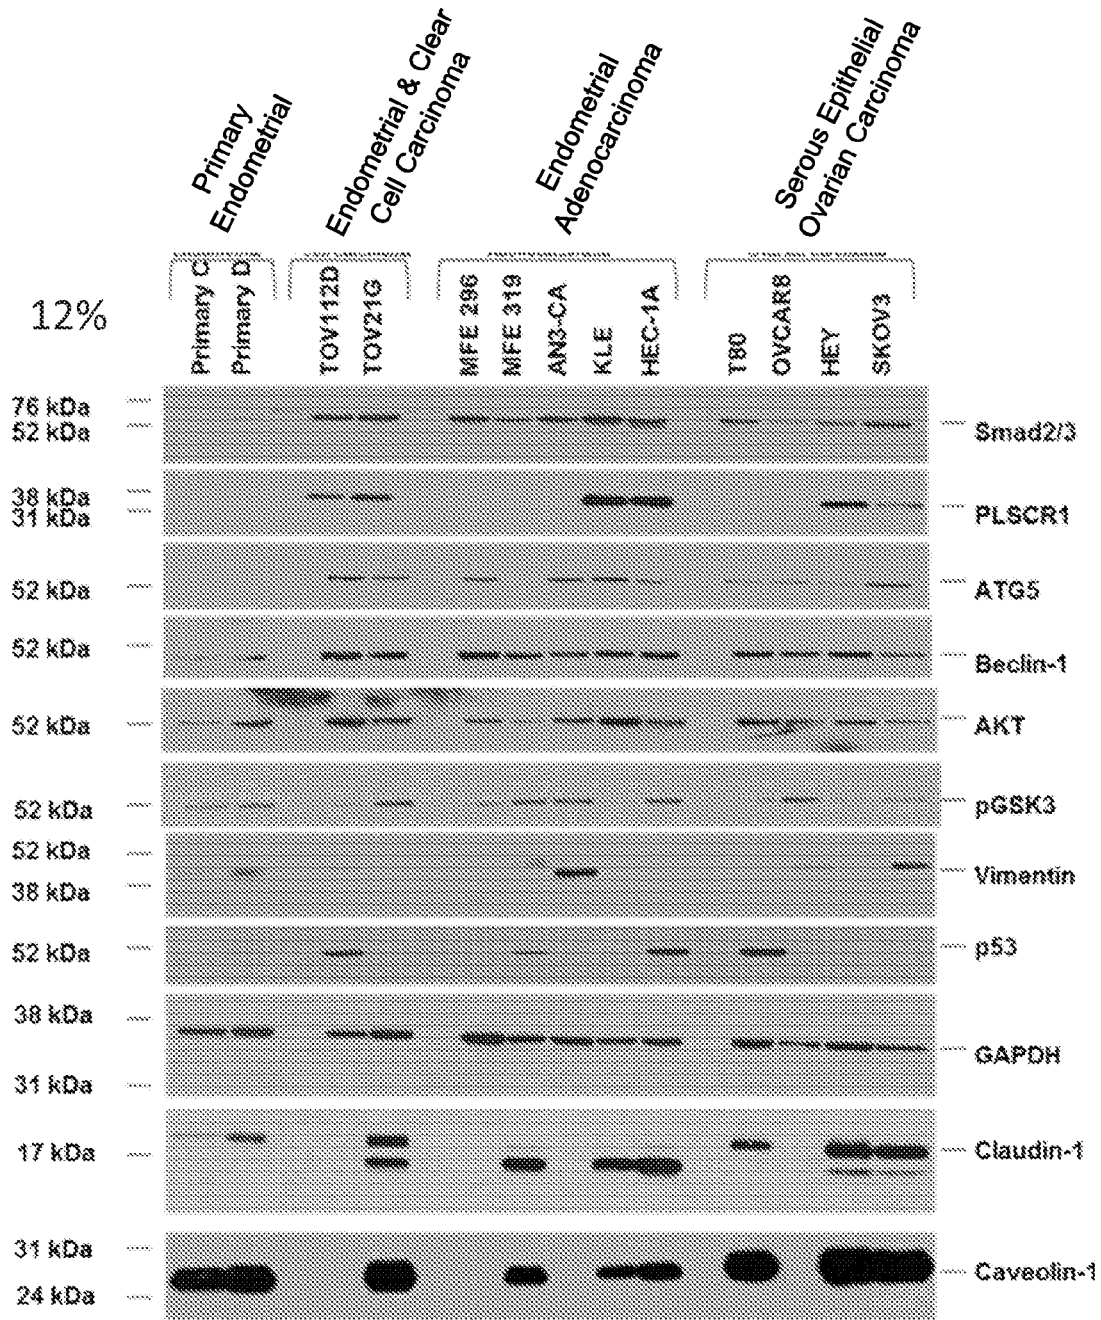 Primary
Endometrial
Endometrial & Clear
Cell Carcinoma
Endometrial
Adenocarcinoma
Serous Epithelial
Ovarian Carcinoma
12%
Primary C
Primary D
TOV112D
TOV21G
MFE 296
MFE 319
AN3-CA
KLE
HEC-1A
T80
OVCAR8
HEY
SKOV3
76 kDa
52 kDa
Smad2/3
38 kDa
31 kDa
PLSCR1
52 kDa
ATG5
52 kDa
Beclin-1
52 kDa
AKT
52 kDa
pGSK3
52 kDa
38 kDa
Vimentin
52 kDa
p53
38 kDa
31 kDa
GAPDH
17 kDa
Claudin-1
31 kDa
24 kDa
Caveolin-1